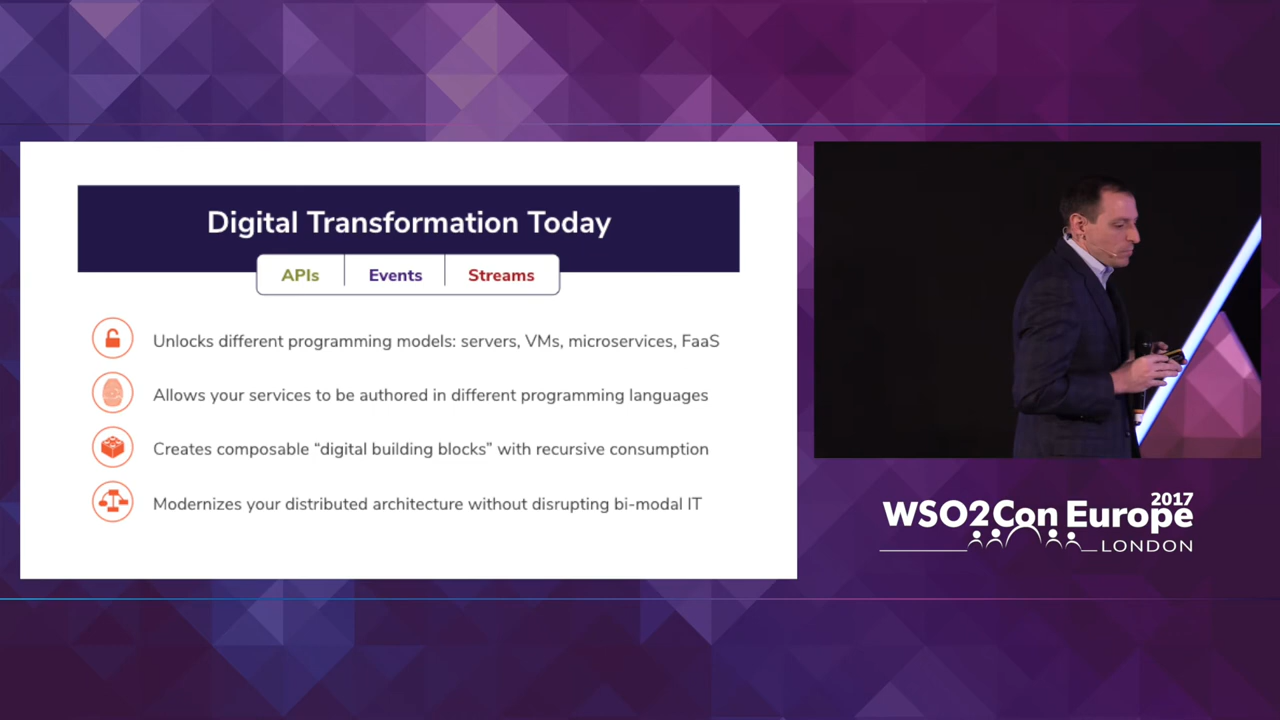 Digital Transformation Today
APIs
Events
Streams
Unlocks different programming models: servers, VMs, microservices, FaaS
Allows your services to be authored in different programming languages
Creates composable “digital building blocks” with recursive consumption
Modernizes your distributed architecture without disrupting bi-modal IT
2017
WSO2Con Europe
LONDON